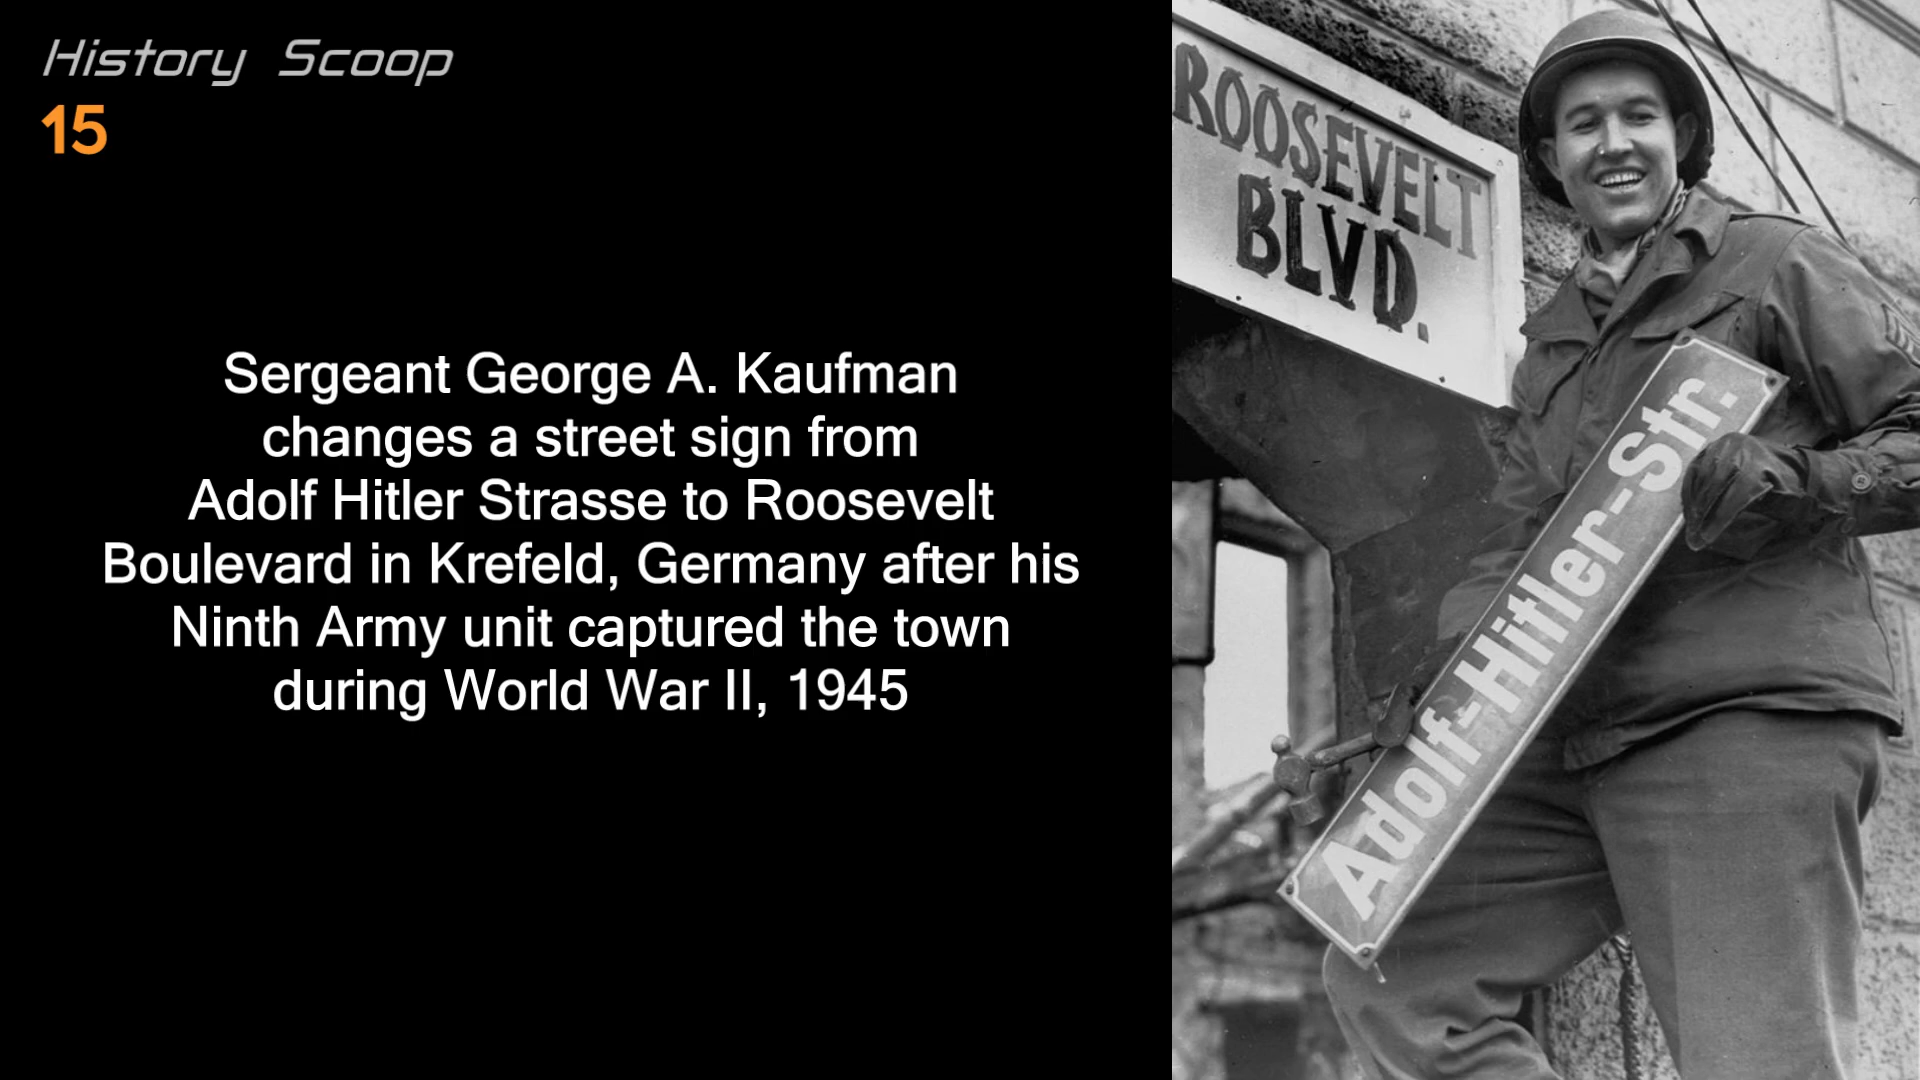 History Scoop
15
Sergeant George A. Kaufman
changes a street sign from
Adolf Hitler Strasse to Roosevelt
Boulevard in Krefeld, Germany after his
Ninth Army unit captured the town
during World War II, 1945
ROOSEVELT
BLVD.
Adolf-Hitler-Str.